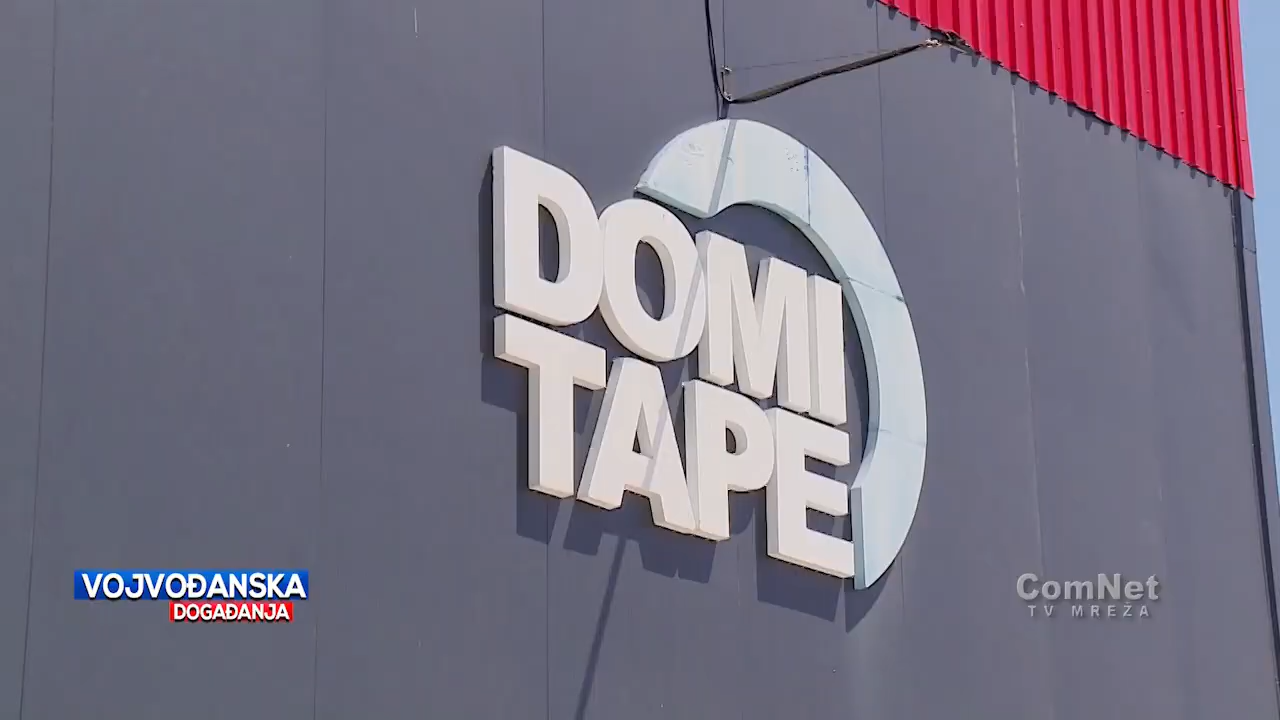 DOMI
TAPE
VOJVOĐANSKA
DOGAĐANJA
ComNet
TV MREŽA